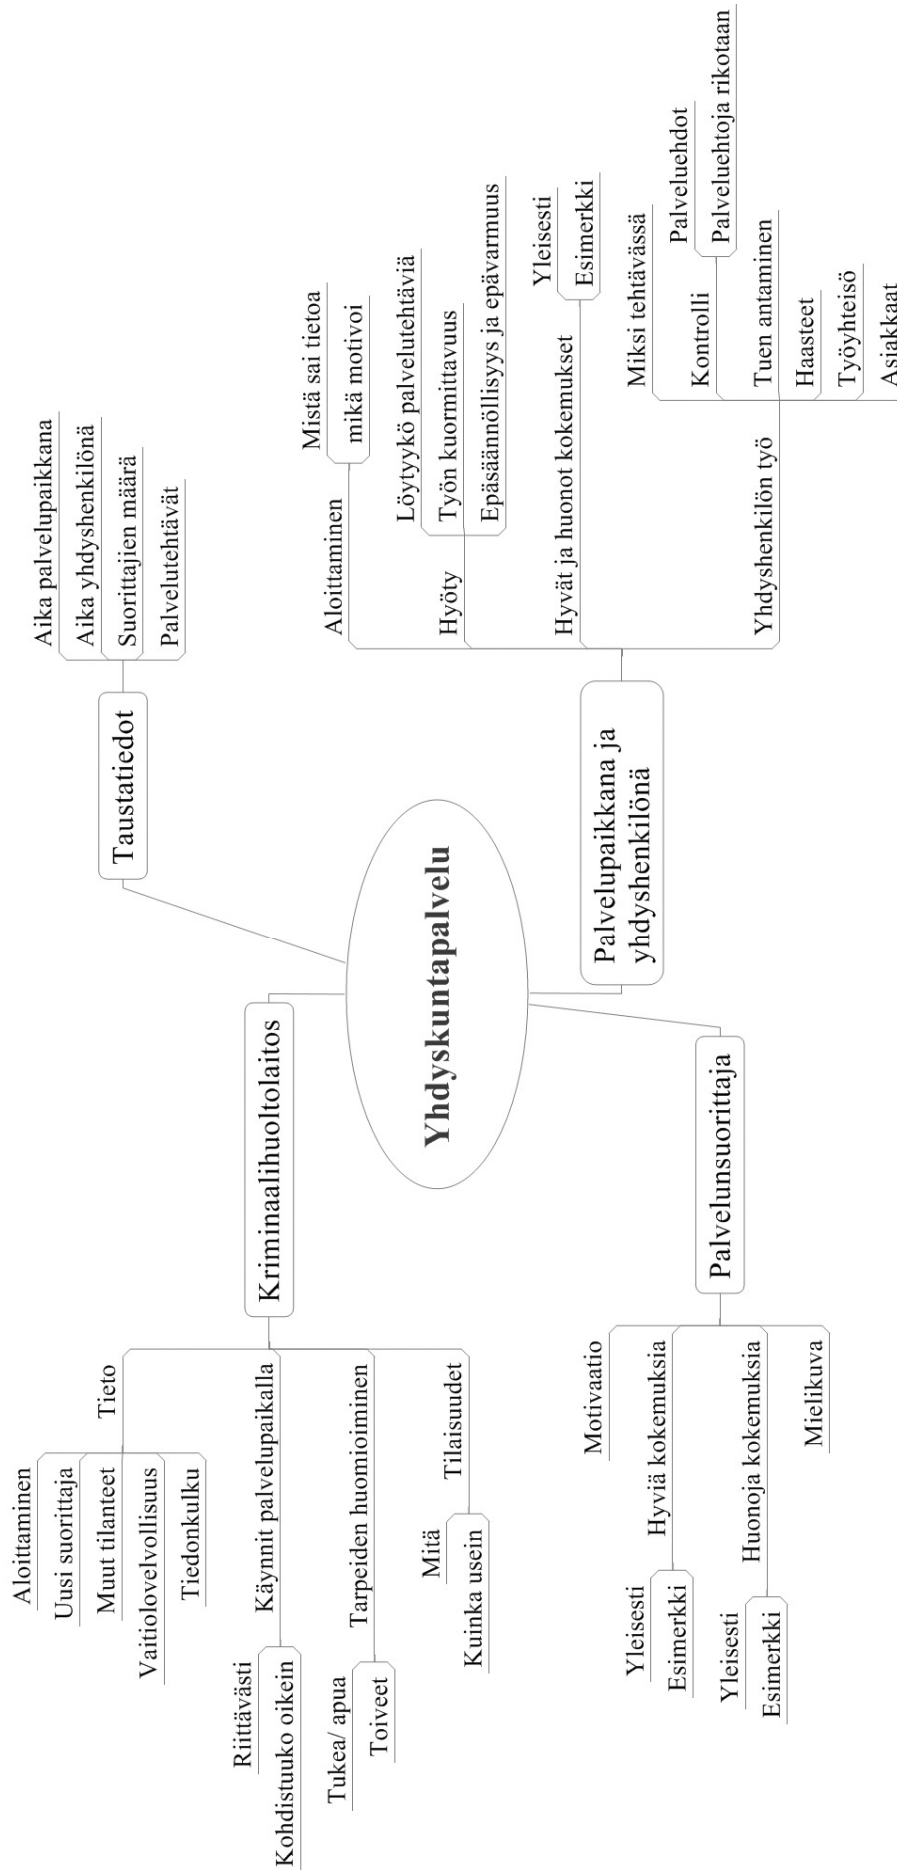 Yhdyskuntapalvelu
Taustatiedot
Aika palvelupaikkana
Aika yhdyshenkilönä
Suorittajien määrä
Palvelutehtävät
Palvelupaikkana ja
yhdyshenkilönä
Aloittaminen
Mistä sai tietoa
mikä motivoi
Hyöty
Löytyykö palvelutehtäviä
Työn kuormittavuus
Epäsäännöllisyys ja epävarmuus
Hyvät ja huonot kokemukset
Yleisesti
Esimerkki
Yhdyshenkilön työ
Miksi tehtävässä
Kontrolli
Palveluehdot
Palveluehtoja rikotaan
Tuen antaminen
Haasteet
Työyhteisö
Asiakkaat
Kriminaalihuoltolaitos
Tieto
Aloittaminen
Uusi suorittaja
Muut tilanteet
Vaitiolovelvollisuus
Tiedonkulku
Käynnit palvelupaikalla
Riittävästi
Kohdistuuko oikein
Tarpeiden huomioiminen
Tukea/ apua
Toiveet
Tilaisuudet
Mitä
Kuinka usein
Palvelunsuorittaja
Motivaatio
Hyviä kokemuksia
Yleisesti
Esimerkki
Huonoja kokemuksia
Yleisesti
Esimerkki
Mielikuva